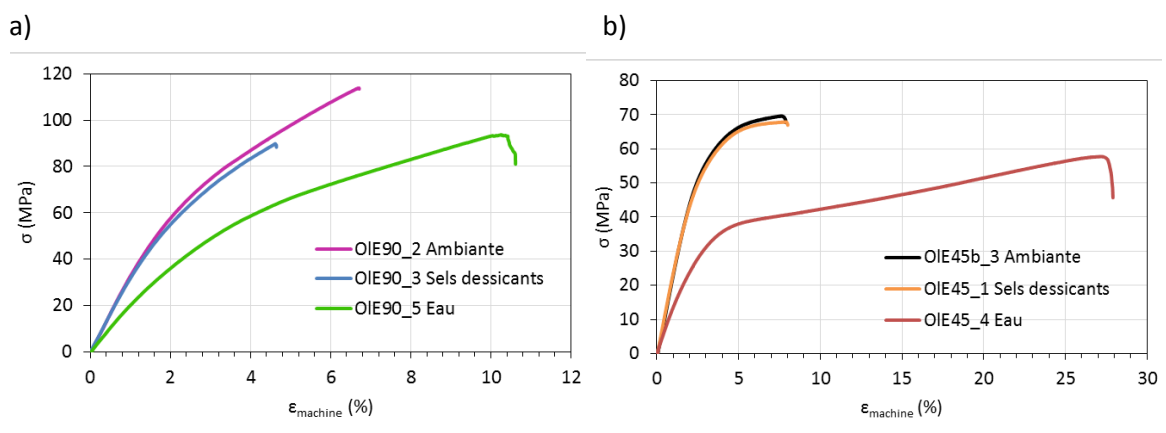 a)
σ (MPa)
120
100
80
60
40
20
0
OlE90_2 Ambiante
OlE90_3 Sels dessicants
OlE90_5 Eau
0 2 4 6 8 10 12
εmachine (%)
b)
σ (MPa)
80
70
60
50
40
30
20
10
0
OlE45b_3 Ambiante
OlE45_1 Sels dessicants
OlE45_4 Eau
0 5 10 15 20 25 30
εmachine (%)